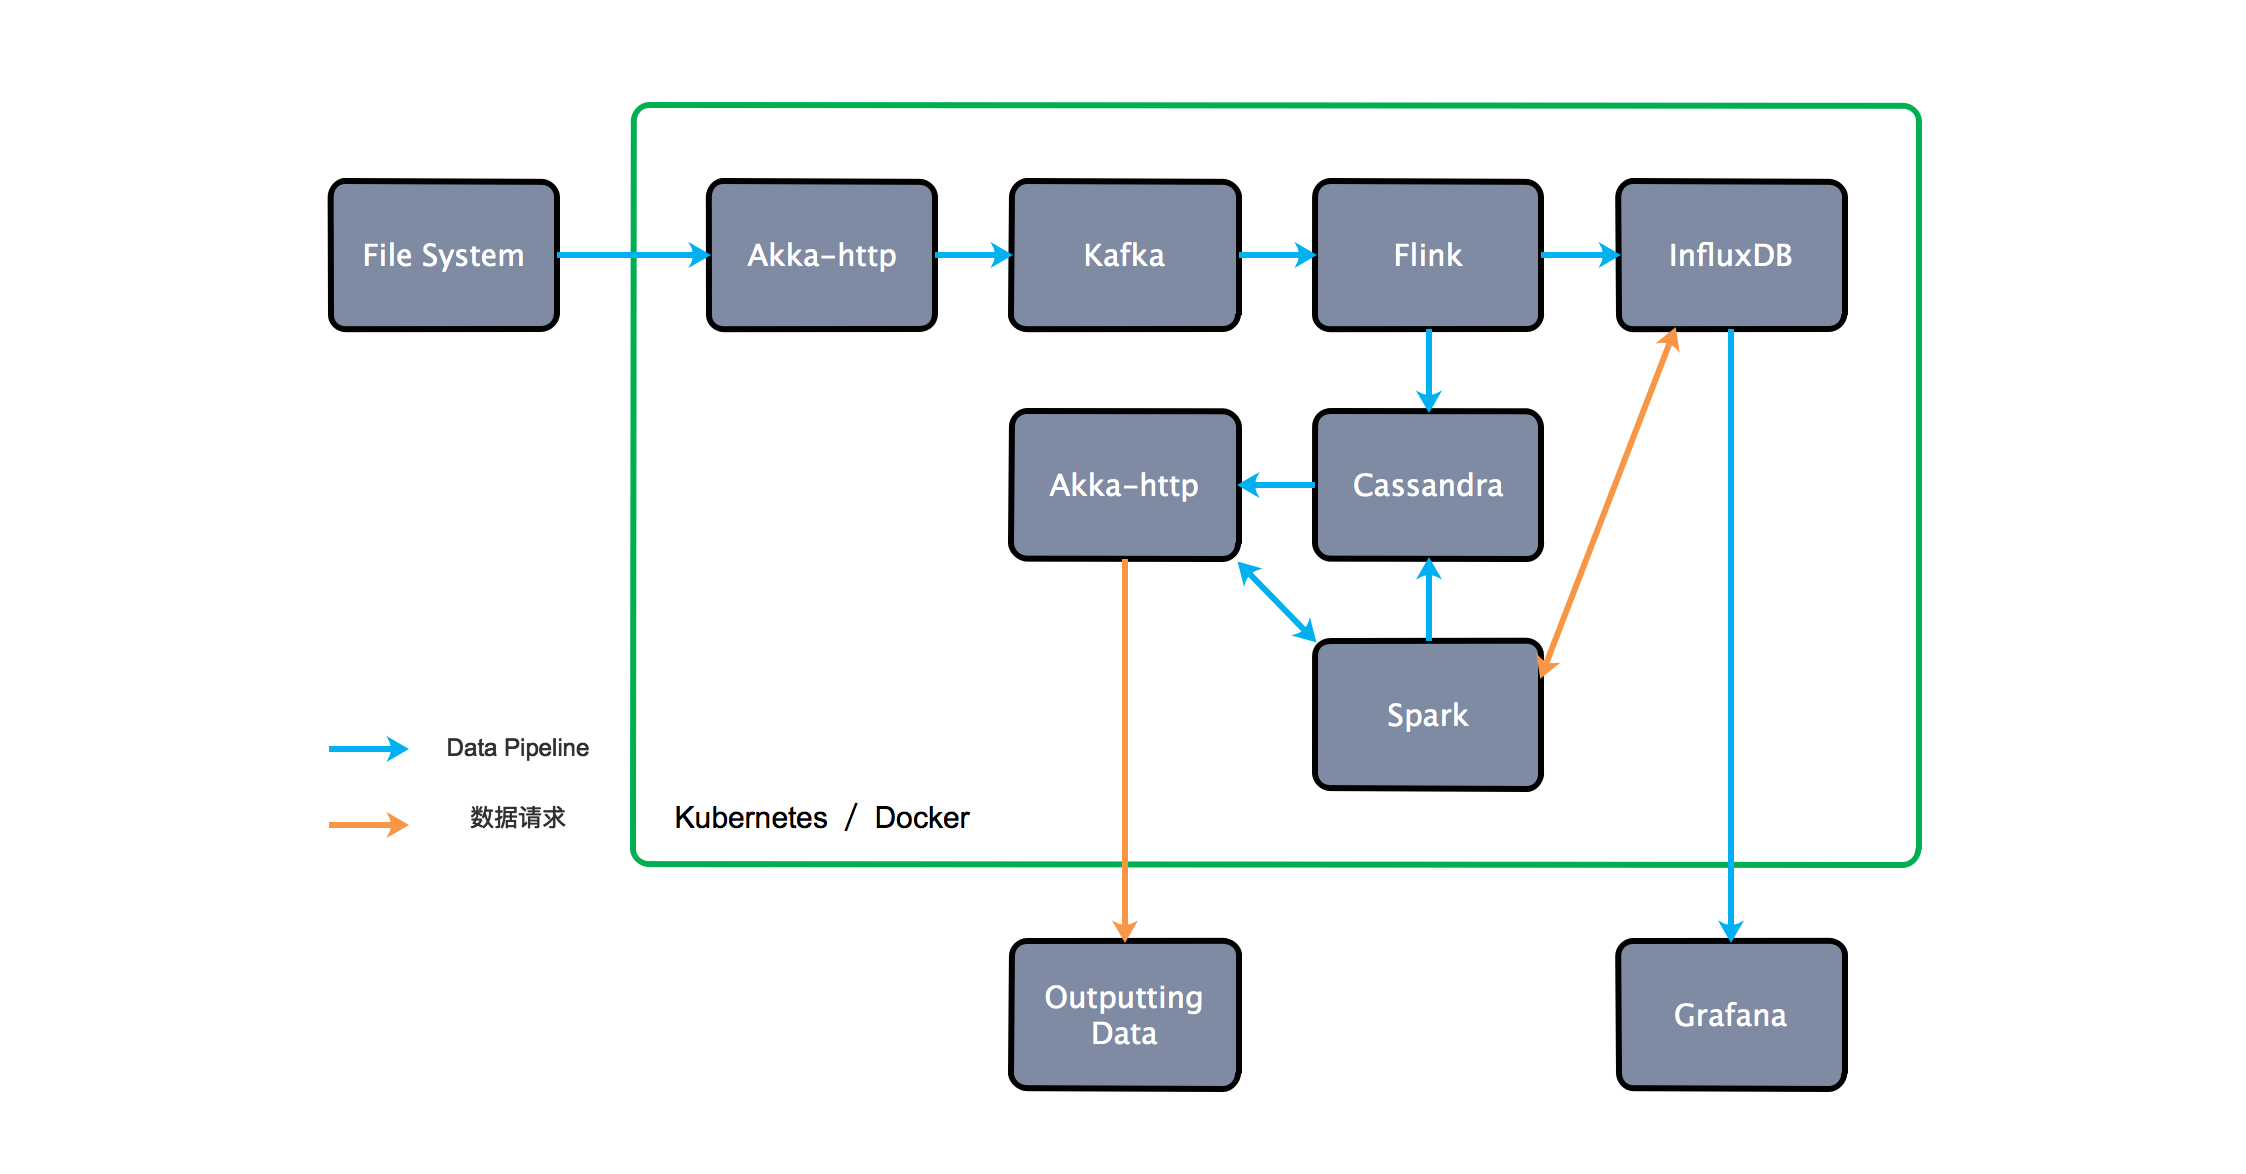 File System
Akka-http
Kafka
Flink
InfluxDB
Akka-http
Cassandra
Spark
Data Pipeline
数据请求
Kubernetes / Docker
Outputting
Data
Grafana